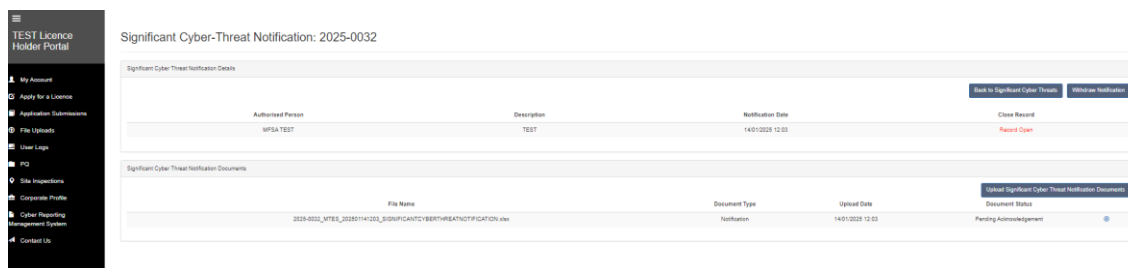 TEST Licence
Holder Portal
My Account
Apply for a Licence
Application Submissions
File Uploads
User Logs
PQ
Site Inspections
Corporate Profile
Cyber Reporting
Management System
Contact Us
Significant Cyber-Threat Notification: 2025-0032
Significant Cyber Threat Notification Details
Back to Significant Cyber Threats Withdraw Notification
Authorised Person Description Notification Date Close Record
MFSA TEST TEST 14/01/2025 12:03 Record Open
Significant Cyber Threat Notification Documents
Upload Significant Cyber Threat Notification Documents
File Name Document Type Upload Date Document Status
2025-0032_MTES_202501141203_SIGNIFICANTCYBERTHREATNOTIFICATION.xlsx Notification 14/01/2025 12:03 Pending Acknowledgement